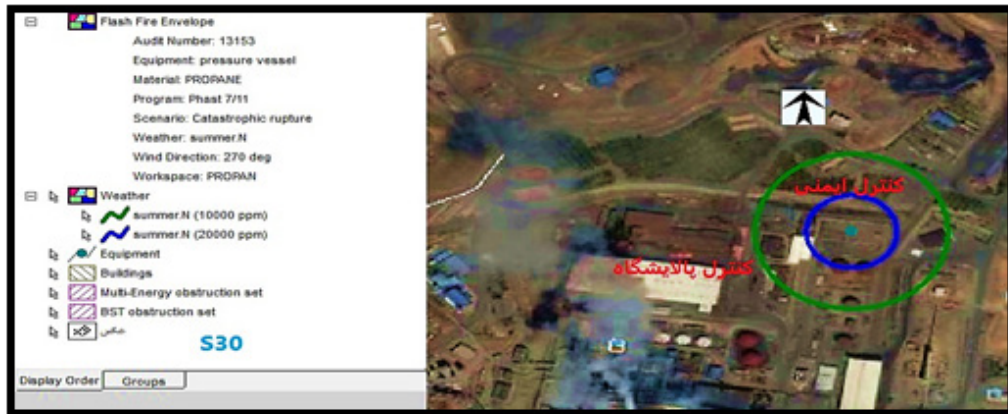 Flash Fire Envelope
Audit Number: 13153
Equipment: pressure vessel
Material: PROPANE
Program: Phast 7/11
Scenario: Catastrophic rupture
Weather: summer.N
Wind Direction: 270 deg
Workspace: PROPAN
Weather
summer.N (10000 ppm)
summer.N (20000 ppm)
Equipment
Buildings
Multi-Energy obstruction set
BST obstruction set
عکس
S30
Display Order
Groups
کنترل ایمنی
کنترل پالایشگاه